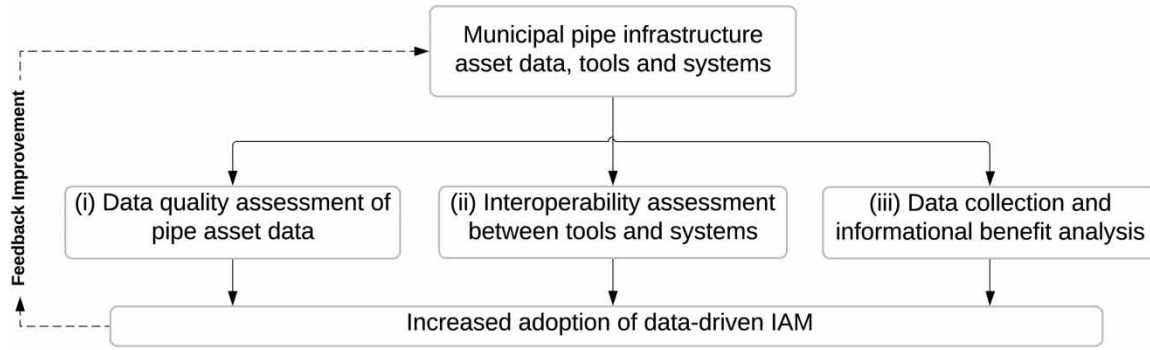 Municipal pipe infrastructure
asset data, tools and systems
Feedback Improvement
(i) Data quality assessment of
pipe asset data
(ii) Interoperability assessment
between tools and systems
(iii) Data collection and
informational benefit analysis
Increased adoption of data-driven IAM